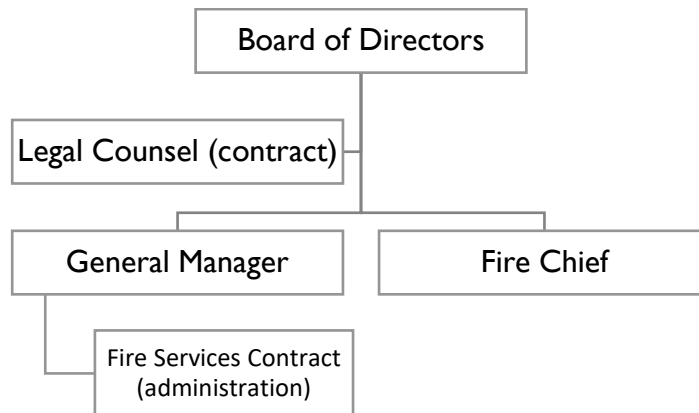 Board of Directors
Legal Counsel (contract)
General Manager
Fire Chief
Fire Services Contract
(administration)